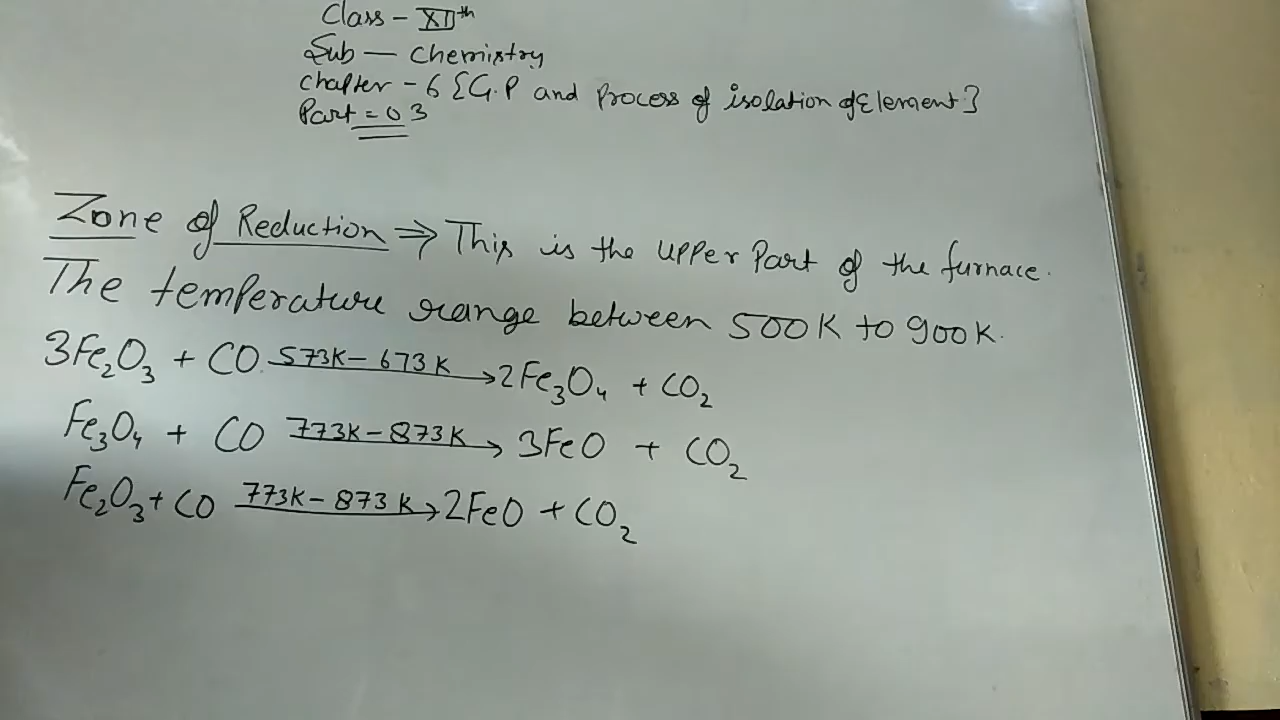 Class - XIIth
Sub — Chemistry
Chapter - 6 {G.P and Process of isolation of Element}
Part = 03
Zone of Reduction ⇒ This is the upper Part of the furnace.
The temperature range between 500K to 900K.
3Fe₂O₃ + CO 573K–673K → 2Fe₃O₄ + CO₂
Fe₃O₄ + CO 773K–873K → 3FeO + CO₂
Fe₂O₃ + CO 773K–873K → 2FeO + CO₂